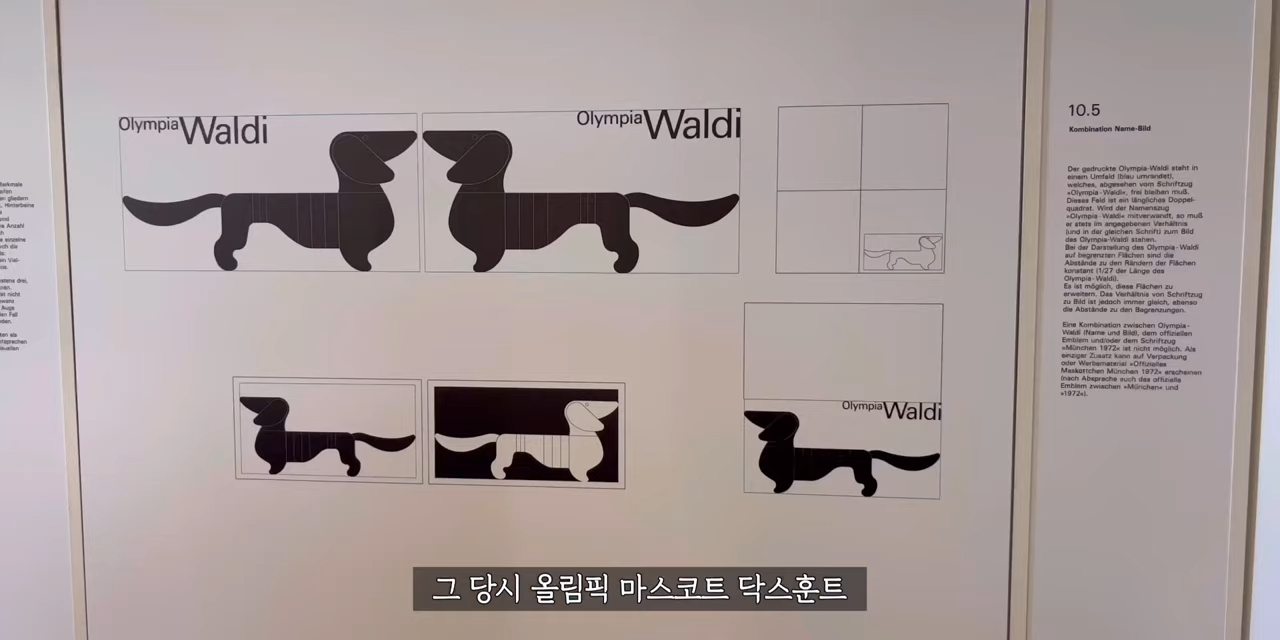 Olympia Waldi
Olympia Waldi
Olympia Waldi
10.5
Kombination Name-Bild
Der gedruckte Olympia-Waldi steht in
einem Umfeld (blau umrandet),
welches, abgesehen vom Schriftzug
»Olympia-Waldi«, frei bleiben muß.
Dieses Feld ist ein längliches Doppel-
quadrat. Wird der Namenszug
»Olympia-Waldi« mitverwandt, so muß
er stets im angegebenen Verhältnis
(und in der gleichen Schrift) zum Bild
des Olympia-Waldi stehen.
Bei der Darstellung des Olympia-Waldi
auf begrenzten Flächen sind die
Abstände zu den Rändern der Flächen
konstant (1/27 der Länge des
Olympia-Waldi).
Es ist möglich, diese Flächen zu
erweitern. Das Verhältnis von Schriftzug
zu Bild ist jedoch immer gleich, ebenso
die Abstände zu den Begrenzungen.
Eine Kombination zwischen Olympia-
Waldi (Name und Bild), dem offiziellen
Emblem und/oder dem Schriftzug
»München 1972« ist nicht möglich. Als
einziger Zusatz kann auf Verpackung
oder Werbematerial »Offizielles
Maskottchen München 1972« erscheinen
(nach Absprache auch das offizielle
Emblem zwischen »München« und
»1972«).
그 당시 올림픽 마스코트 닥스훈트